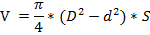 V = π/4 * (D² − d²) * S